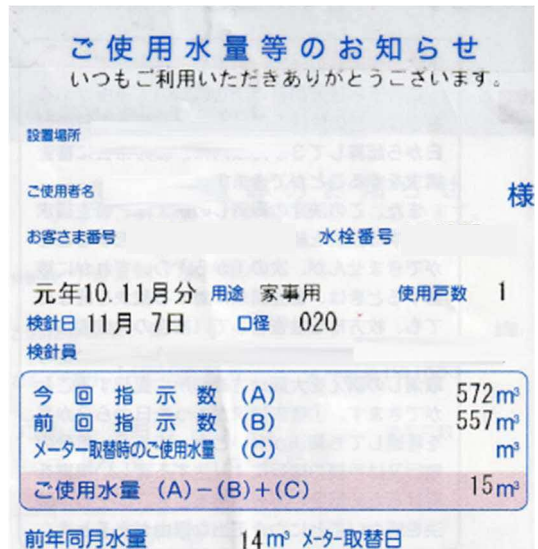 ご使用水量等のお知らせ
いつもご利用いただきありがとうございます。
設置場所
ご使用者名 様
お客さま番号 水栓番号
元年10.11月分 用途 家事用 使用戸数 1
検針日 11月 7日 口径 020
検針員
今回指示数 (A) 572m³
前回指示数 (B) 557m³
メーター取替時のご使用水量 (C) m³
ご使用水量 (A)-(B)+(C) 15m³
前年同月水量 14m³ メーター取替日